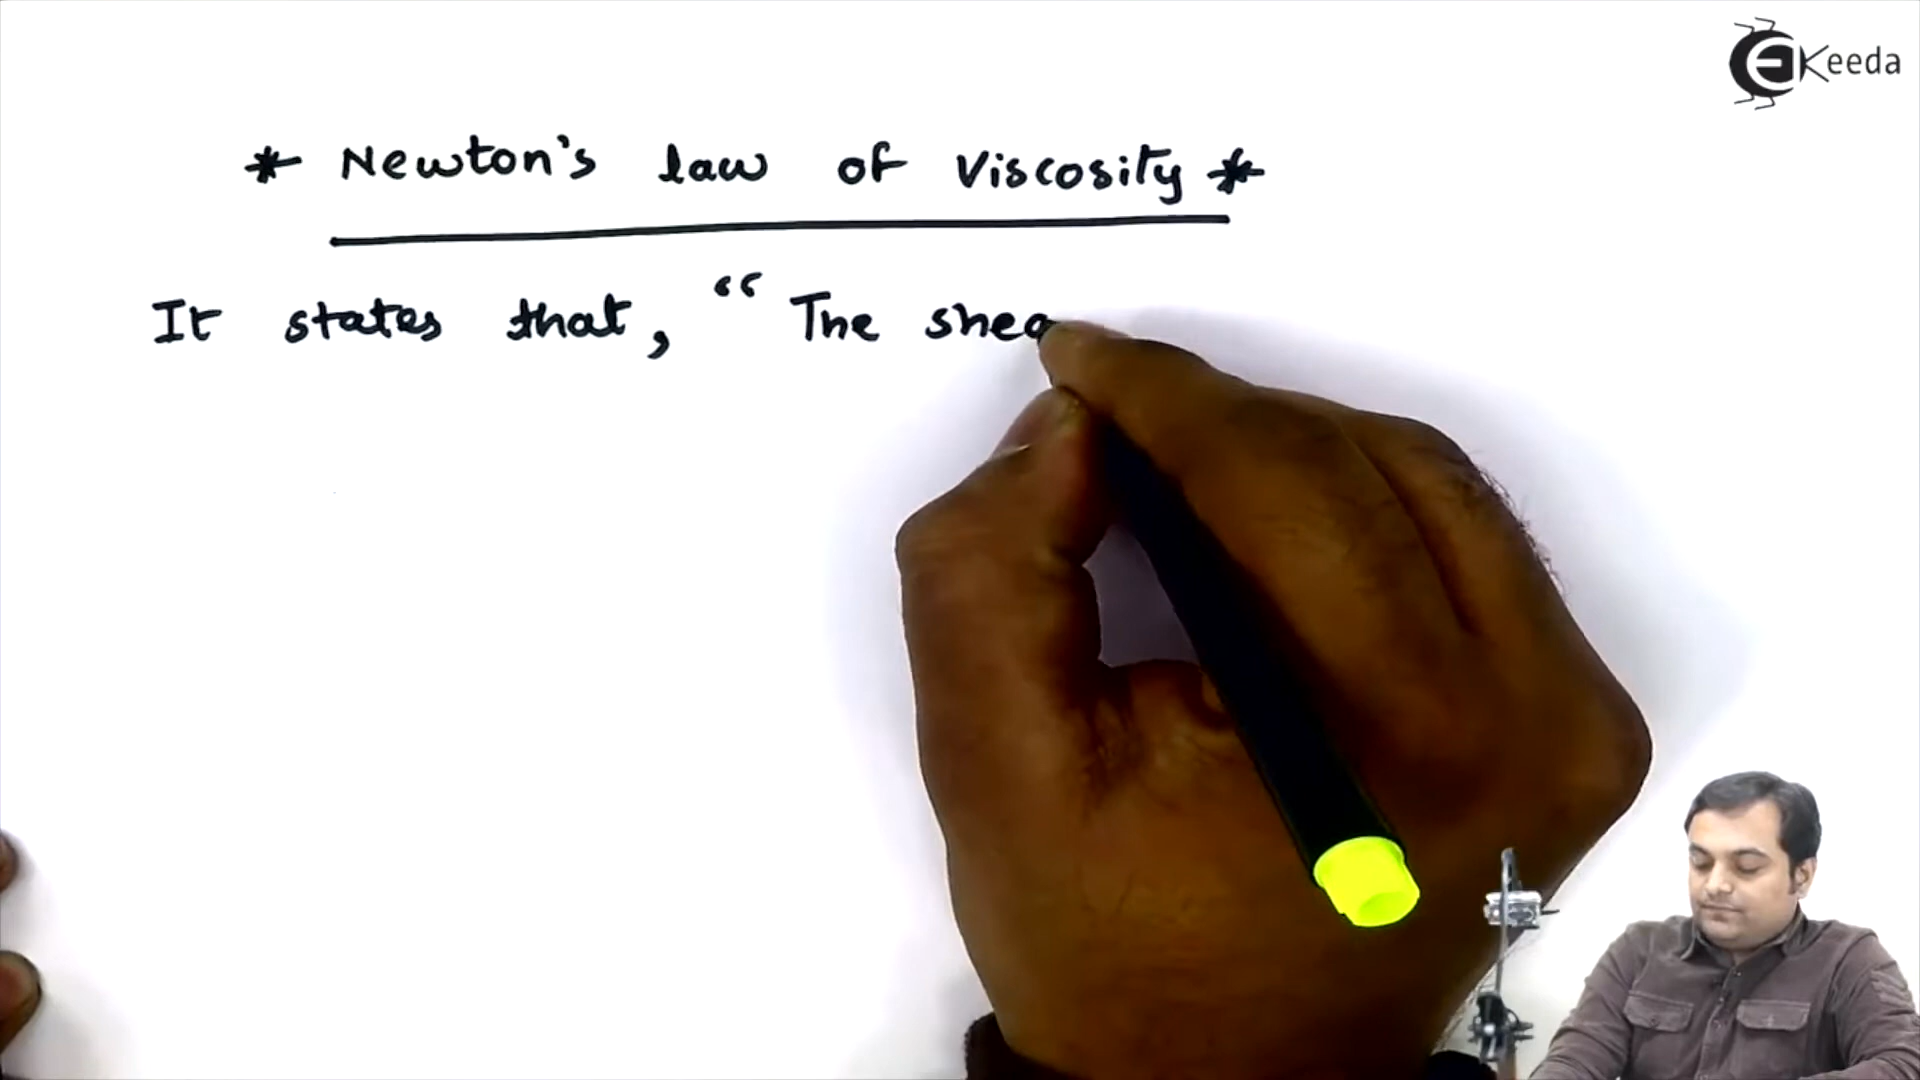 EKeeda
* Newton's law of Viscosity *
It states that, “ The shea